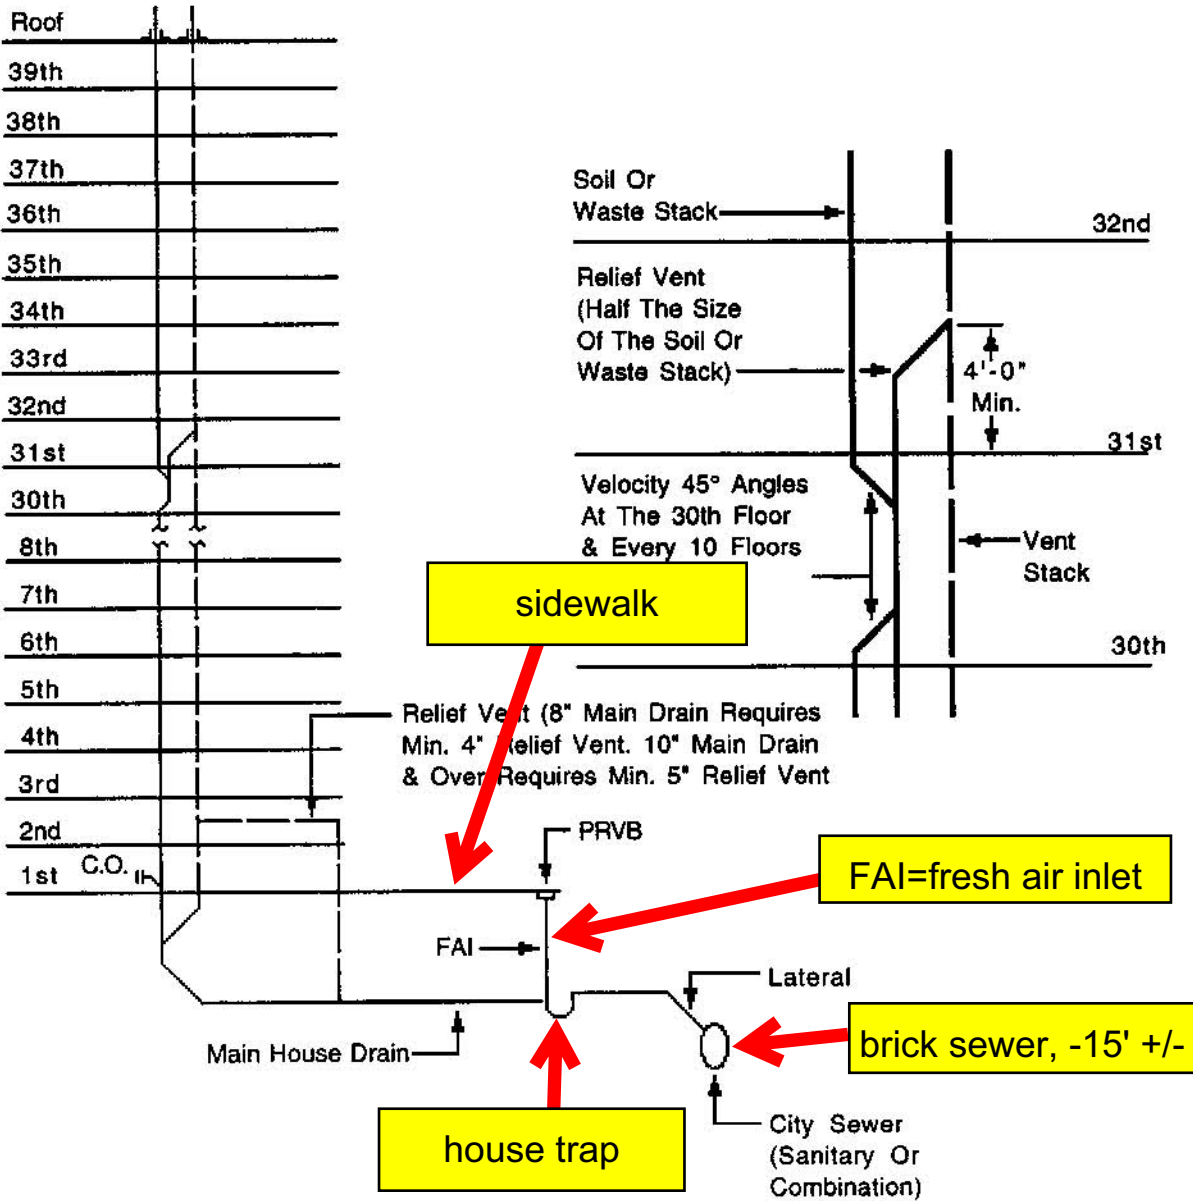 Roof
39th
38th
37th
36th
35th
34th
33rd
32nd
31st
30th
8th
7th
6th
5th
4th
3rd
2nd
1st
C.O.
Soil Or
Waste Stack
32nd
Relief Vent
(Half The Size
Of The Soil Or
Waste Stack)
4'-0"
Min.
31st
Velocity 45° Angles
At The 30th Floor
& Every 10 Floors
Vent
Stack
30th
sidewalk
Relief Vent (8" Main Drain Requires
Min. 4" Relief Vent. 10" Main Drain
& Over Requires Min. 5" Relief Vent
PRVB
FAI=fresh air inlet
FAI
Lateral
Main House Drain
brick sewer, -15' +/-
house trap
City Sewer
(Sanitary Or
Combination)